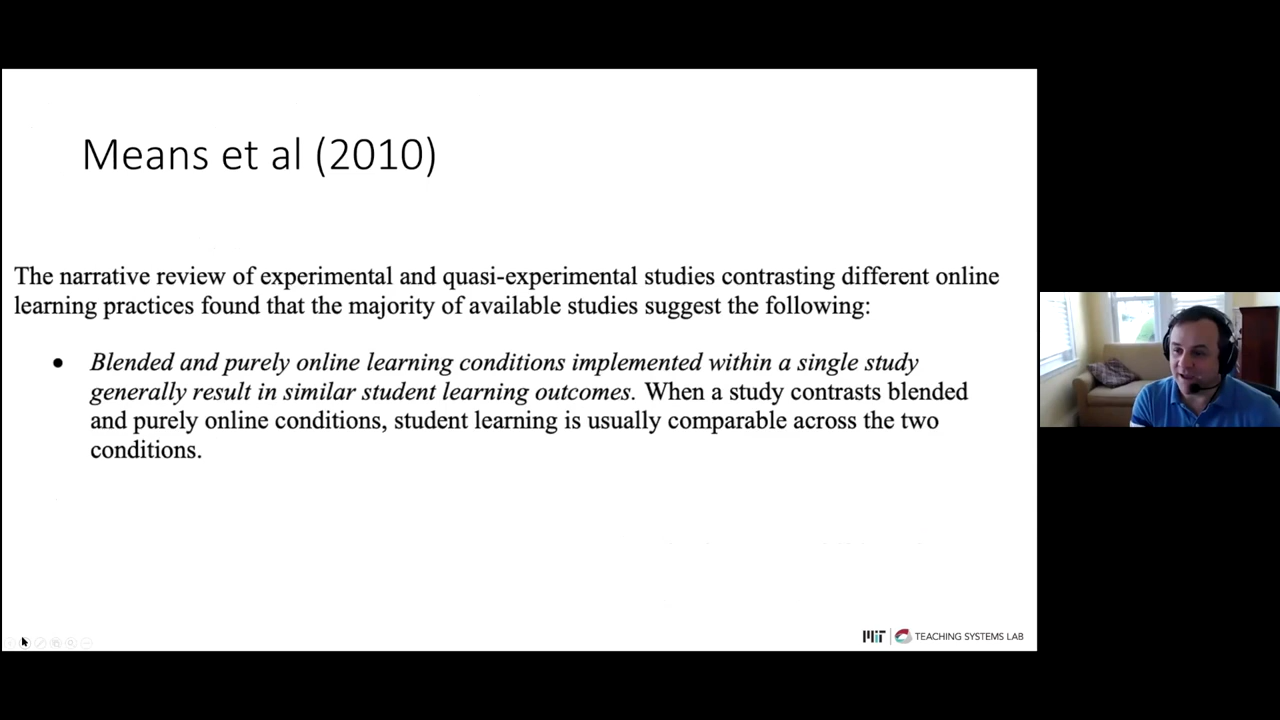 Means et al (2010)
The narrative review of experimental and quasi-experimental studies contrasting different online
learning practices found that the majority of available studies suggest the following:
• Blended and purely online learning conditions implemented within a single study
generally result in similar student learning outcomes. When a study contrasts blended
and purely online conditions, student learning is usually comparable across the two
conditions.
MIT TEACHING SYSTEMS LAB